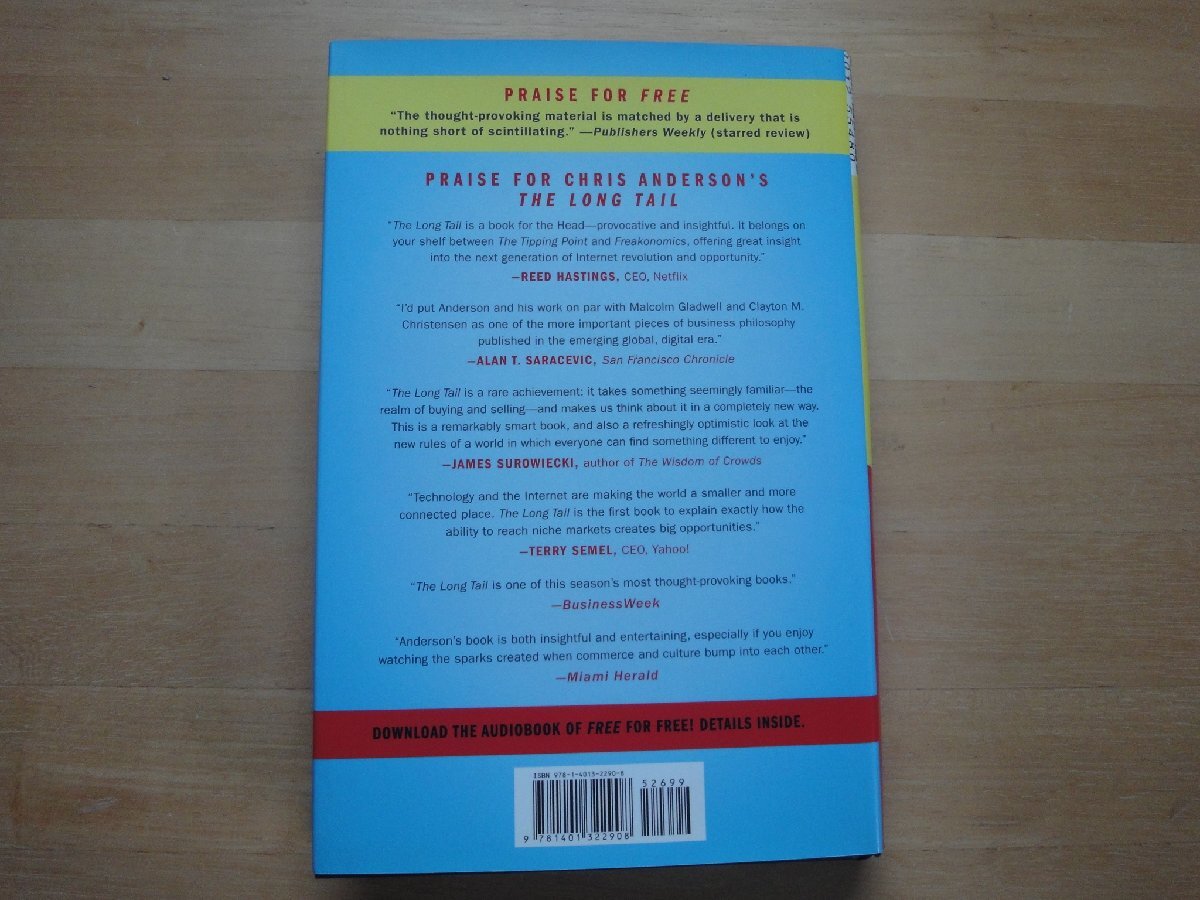 PRAISE FOR FREE
“The thought-provoking material is matched by a delivery that is
nothing short of scintillating.” —Publishers Weekly (starred review)
PRAISE FOR CHRIS ANDERSON’S
THE LONG TAIL
“The Long Tail is a book for the Head—provocative and insightful. It belongs on
your shelf between The Tipping Point and Freakonomics, offering great insight
into the next generation of Internet revolution and opportunity.”
—REED HASTINGS, CEO, Netflix
“I’d put Anderson and his work on par with Malcolm Gladwell and Clayton M.
Christensen as one of the more important pieces of business philosophy
published in the emerging global, digital era.”
—ALAN T. SARACEVIC, San Francisco Chronicle
“The Long Tail is a rare achievement: it takes something seemingly familiar—the
realm of buying and selling—and makes us think about it in a completely new way.
This is a remarkably smart book, and also a refreshingly optimistic look at the
new rules of a world in which everyone can find something different to enjoy.”
—JAMES SUROWIECKI, author of The Wisdom of Crowds
“Technology and the Internet are making the world a smaller and more
connected place. The Long Tail is the first book to explain exactly how the
ability to reach niche markets creates big opportunities.”
—TERRY SEMEL, CEO, Yahoo!
“The Long Tail is one of this season’s most thought-provoking books.”
—BusinessWeek
“Anderson’s book is both insightful and entertaining, especially if you enjoy
watching the sparks created when commerce and culture bump into each other.”
—Miami Herald
DOWNLOAD THE AUDIOBOOK OF FREE FOR FREE! DETAILS INSIDE.
ISBN 978-1-4013-2290-8
52699
9 781401 322908